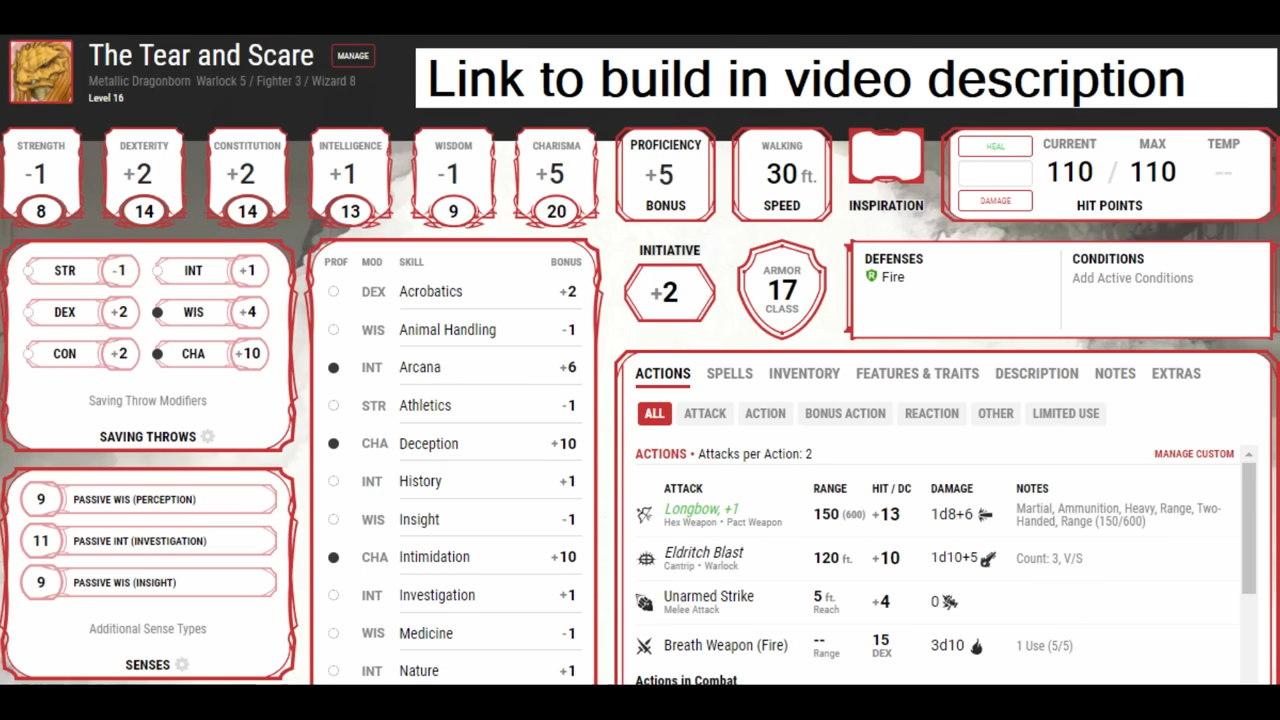 The Tear and Scare MANAGE
Metallic Dragonborn Warlock 5 / Fighter 3 / Wizard 8
Level 16
Link to build in video description
STRENGTH
-1
8
DEXTERITY
+2
14
CONSTITUTION
+2
14
INTELLIGENCE
+1
13
WISDOM
-1
9
CHARISMA
+5
20
PROFICIENCY
+5
BONUS
WALKING
30 ft.
SPEED
INSPIRATION
HEAL
DAMAGE
CURRENT MAX TEMP
110 / 110 --
HIT POINTS
STR -1 INT +1
DEX +2 WIS +4
CON +2 CHA +10
Saving Throw Modifiers
SAVING THROWS
9 PASSIVE WIS (PERCEPTION)
11 PASSIVE INT (INVESTIGATION)
9 PASSIVE WIS (INSIGHT)
Additional Sense Types
SENSES
PROF MOD SKILL BONUS
DEX Acrobatics +2
WIS Animal Handling -1
INT Arcana +6
STR Athletics -1
CHA Deception +10
INT History +1
WIS Insight -1
CHA Intimidation +10
INT Investigation +1
WIS Medicine -1
INT Nature +1
INITIATIVE
+2
ARMOR
17
CLASS
DEFENSES
R Fire
CONDITIONS
Add Active Conditions
ACTIONS SPELLS INVENTORY FEATURES & TRAITS DESCRIPTION NOTES EXTRAS
ALL ATTACK ACTION BONUS ACTION REACTION OTHER LIMITED USE
ACTIONS • Attacks per Action: 2 MANAGE CUSTOM
ATTACK RANGE HIT / DC DAMAGE NOTES
Longbow, +1 150 (600) +13 1d8+6 Martial, Ammunition, Heavy, Range, Two-
Hex Weapon • Pact Weapon Handed, Range (150/600)
Eldritch Blast 120 ft. +10 1d10+5 Count: 3, V/S
Cantrip • Warlock
Unarmed Strike 5 ft. +4 0
Melee Attack Reach
Breath Weapon (Fire) -- 15 3d10 1 Use (5/5)
Range DEX
Actions in Combat